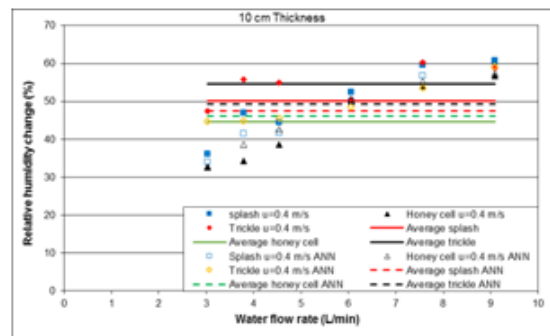 10 cm Thickness
Relative humidity change (%)
70
60
50
40
30
20
10
0
splash u=0.4 m/s
Honey cell u=0.4 m/s
Trickle u=0.4 m/s
Average splash
Average honey cell
Average trickle
Splash u=0.4 m/s ANN
Honey cell u=0.4 m/s ANN
Trickle u=0.4 m/s ANN
Average splash ANN
Average honey cell ANN
Average trickle ANN
0 1 2 3 4 5 6 7 8 9 10
Water flow rate (L/min)